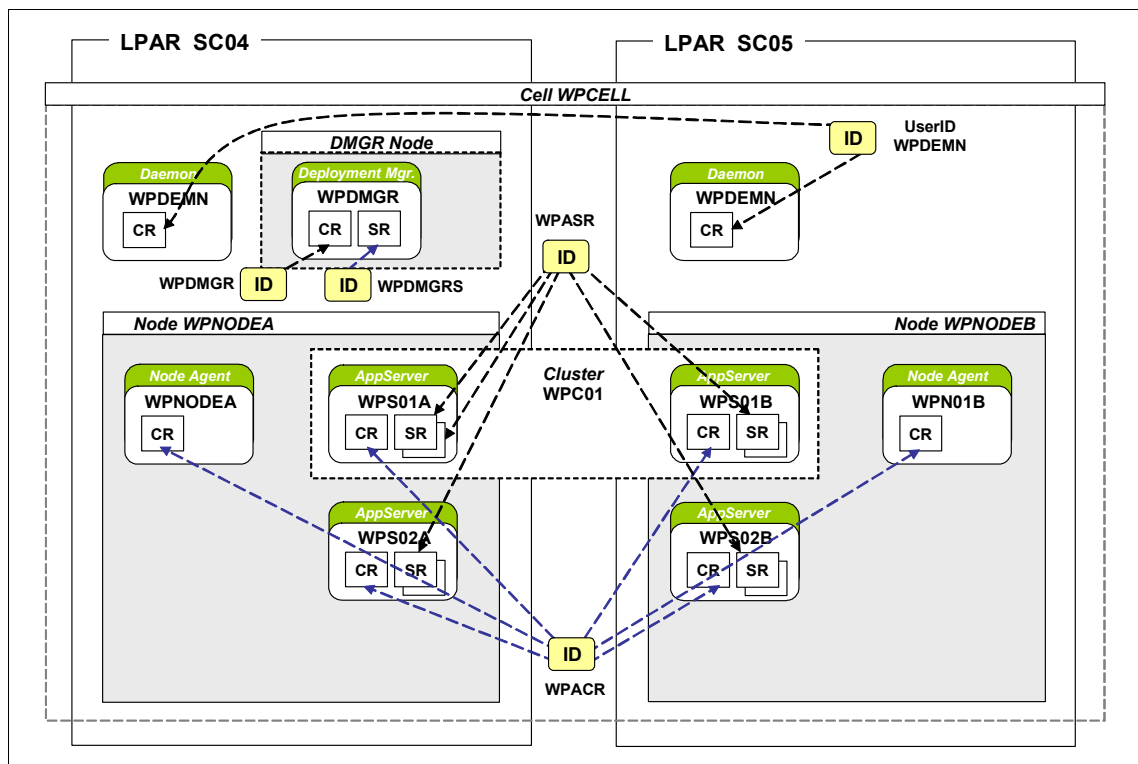 LPAR SC04
LPAR SC05
Cell WPCELL
UserID
WPDEMN
ID
DMGR Node
Daemon
WPDEMN
CR
Deployment Mgr.
WPDMGR
CR
SR
Daemon
WPDEMN
CR
WPASR
ID
WPDMGR
ID
ID
WPDMGRS
Node WPNODEA
Node WPNODEB
Cluster
WPC01
Node Agent
WPNODEA
CR
AppServer
WPS01A
CR
SR
AppServer
WPS01B
CR
SR
Node Agent
WPN01B
CR
AppServer
WPS02A
CR
SR
AppServer
WPS02B
CR
SR
ID
WPACR